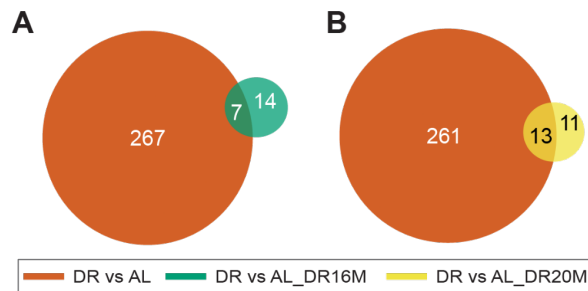 A
B
267
7
14
261
13
11
DR vs AL
DR vs AL_DR16M
DR vs AL_DR20M